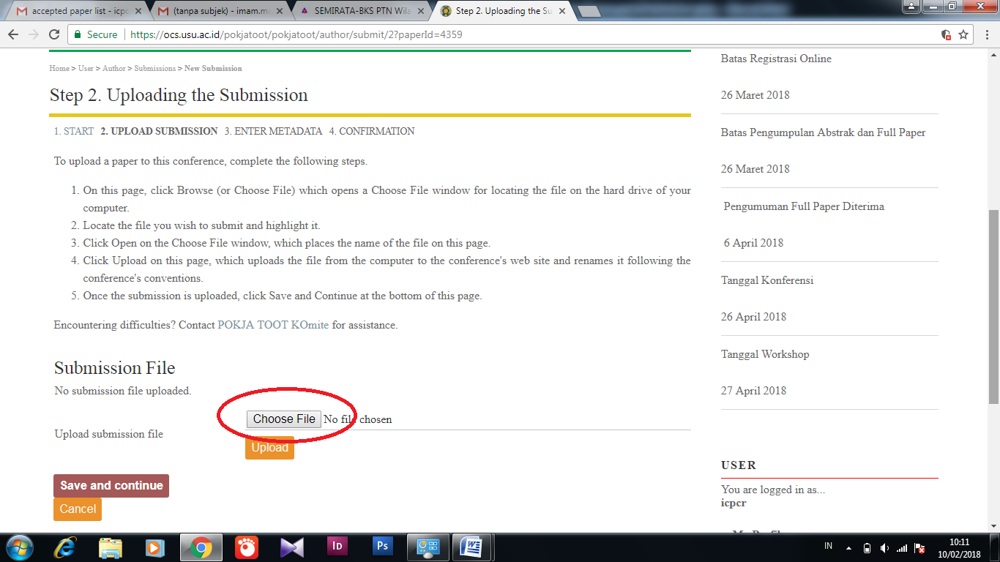 accepted paper list - icpc
(tanpa subjek) - imam.ma
SEMIRATA-BKS PTN Wila
Step 2. Uploading the Su
Secure
https://ocs.usu.ac.id/pokjatoot/pokjatoot/author/submit/2?paperId=4359
Home > User > Author > Submissions > New Submission
Step 2. Uploading the Submission
1. START 2. UPLOAD SUBMISSION 3. ENTER METADATA 4. CONFIRMATION
To upload a paper to this conference, complete the following steps.
1. On this page, click Browse (or Choose File) which opens a Choose File window for locating the file on the hard drive of your
computer.
2. Locate the file you wish to submit and highlight it.
3. Click Open on the Choose File window, which places the name of the file on this page.
4. Click Upload on this page, which uploads the file from the computer to the conference's web site and renames it following the
conference's conventions.
5. Once the submission is uploaded, click Save and Continue at the bottom of this page.
Encountering difficulties? Contact POKJA TOOT KOmite for assistance.
Submission File
No submission file uploaded.
Upload submission file
Choose File No file chosen
Upload
Save and continue
Cancel
Batas Registrasi Online
26 Maret 2018
Batas Pengumpulan Abstrak dan Full Paper
26 Maret 2018
Pengumuman Full Paper Diterima
6 April 2018
Tanggal Konferensi
26 April 2018
Tanggal Workshop
27 April 2018
USER
You are logged in as...
icpcr
My Profil
Id
Ps
IN
10:11
10/02/2018